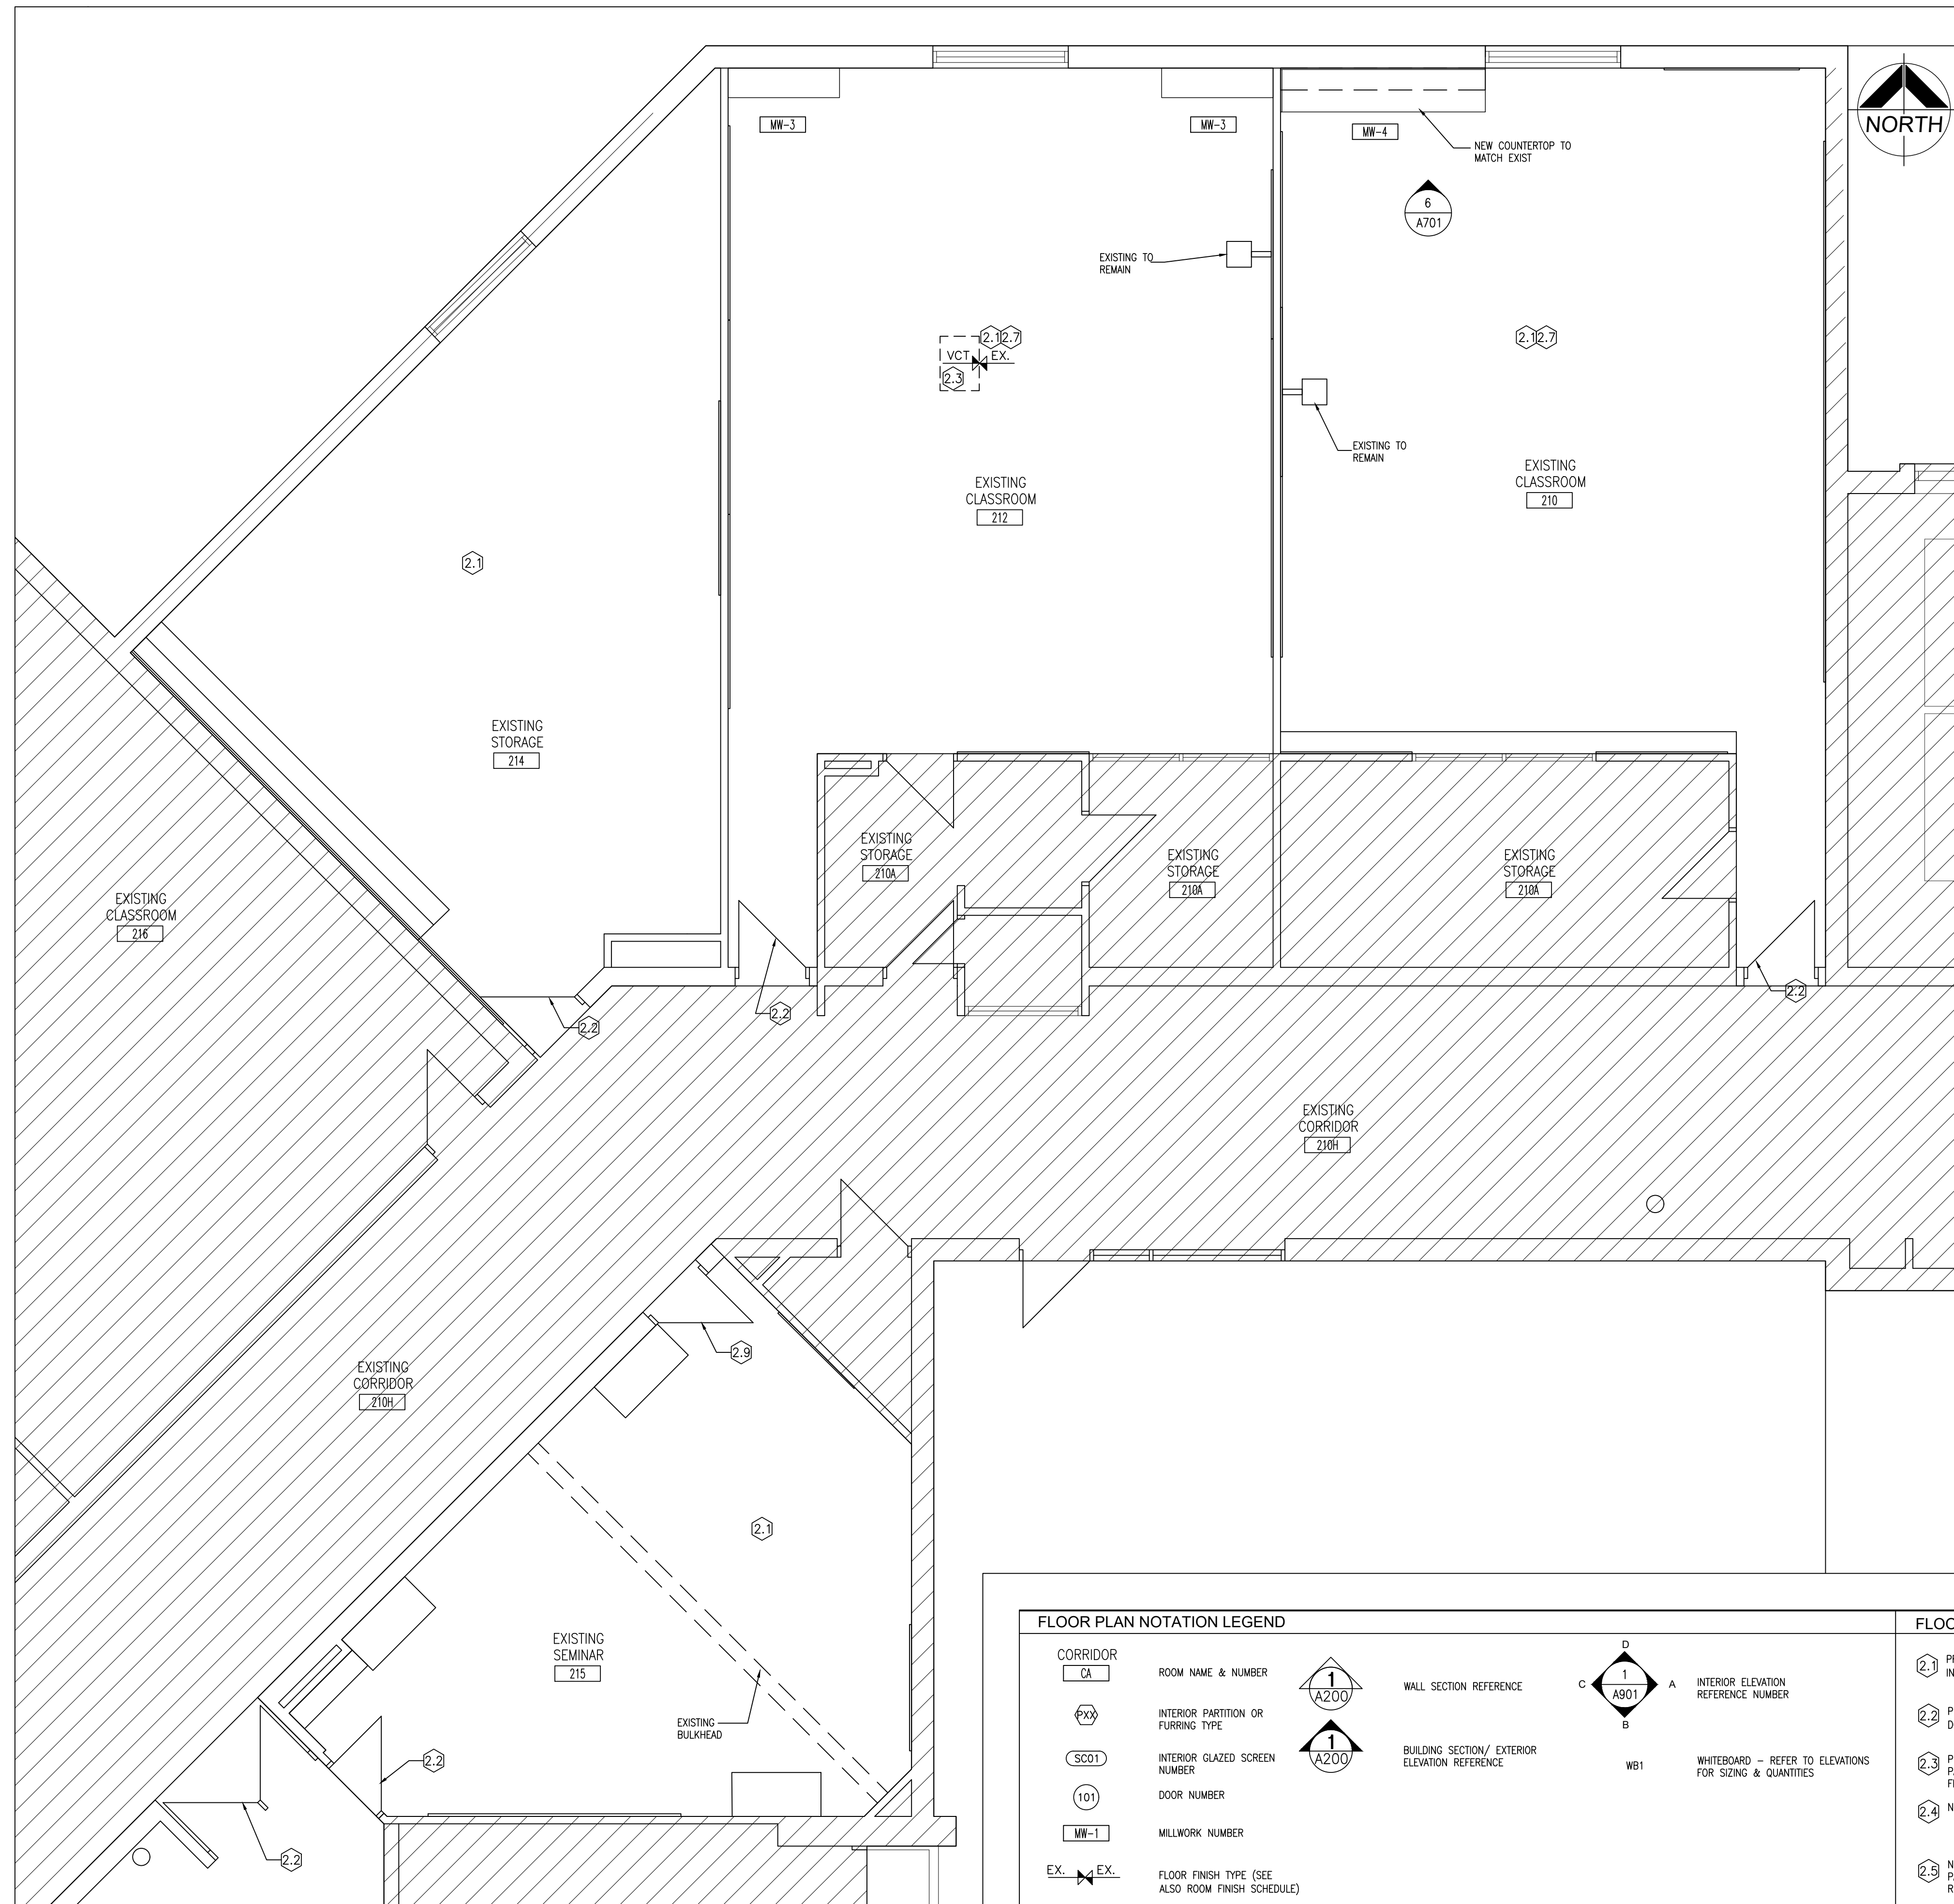 NORTH
MW-3
MW-3
MW-4
NEW COUNTERTOP TO
MATCH EXIST
6
A701
EXISTING TO
REMAIN
2.1
2.7
VCT
EX.
2.3
2.1
2.7
EXISTING TO
REMAIN
EXISTING
CLASSROOM
210
EXISTING
CLASSROOM
212
2.1
EXISTING
STORAGE
214
EXISTING
STORAGE
210A
EXISTING
STORAGE
210A
EXISTING
STORAGE
210A
EXISTING
CLASSROOM
216
2.2
2.2
2.2
EXISTING
CORRIDOR
210H
2.9
EXISTING
CORRIDOR
210H
2.1
EXISTING
SEMINAR
215
EXISTING
BULKHEAD
2.2
2.2
FLOOR PLAN NOTATION LEGEND
CORRIDOR
CA
ROOM NAME & NUMBER
PXX
INTERIOR PARTITION OR
FURRING TYPE
SC01
INTERIOR GLAZED SCREEN
NUMBER
101
DOOR NUMBER
MW-1
MILLWORK NUMBER
EX.
EX.
FLOOR FINISH TYPE (SEE
ALSO ROOM FINISH SCHEDULE)
1
A200
WALL SECTION REFERENCE
1
A200
BUILDING SECTION/ EXTERIOR
ELEVATION REFERENCE
D
C
1
A901
A
B
INTERIOR ELEVATION
REFERENCE NUMBER
WB1
WHITEBOARD - REFER TO ELEVATIONS
FOR SIZING & QUANTITIES
2.1
2.2
2.3
2.4
2.5